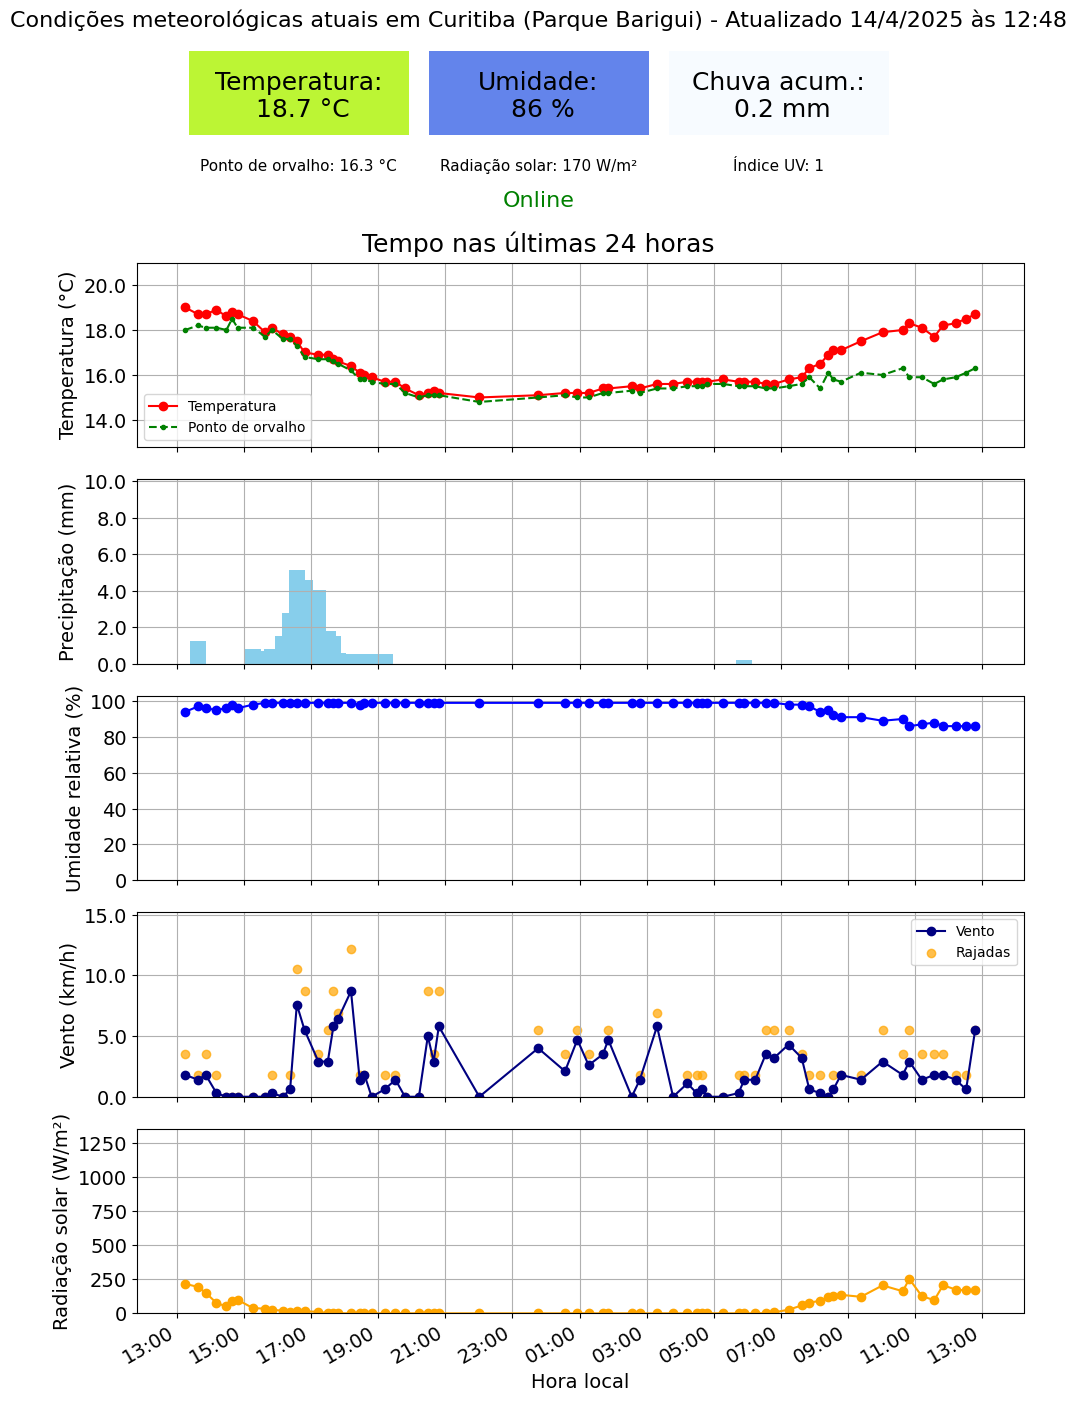 Condições meteorológicas atuais em Curitiba (Parque Barigui) - Atualizado 14/4/2025 às 12:48
Temperatura:
18.7 °C
Umidade:
86 %
Chuva acum.:
0.2 mm
Ponto de orvalho: 16.3 °C
Radiação solar: 170 W/m²
Índice UV: 1
Online
Tempo nas últimas 24 horas
Temperatura (°C)
20.0
18.0
16.0
14.0
Temperatura
Ponto de orvalho
Precipitação (mm)
10.0
8.0
6.0
4.0
2.0
0.0
Umidade relativa (%)
100
80
60
40
20
0
Vento (km/h)
15.0
10.0
5.0
0.0
Vento
Rajadas
Radiação solar (W/m²)
1250
1000
750
500
250
0
13:00
15:00
17:00
19:00
21:00
23:00
01:00
03:00
05:00
07:00
09:00
11:00
13:00
Hora local